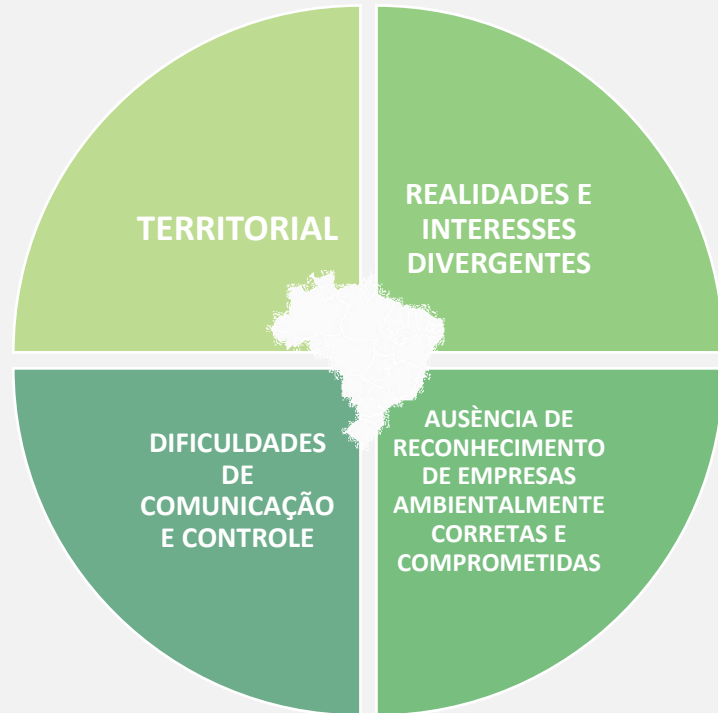 TERRITORIAL
REALIDADES E
INTERESSES
DIVERGENTES
DIFICULDADES
DE
COMUNICAÇÃO
E CONTROLE
AUSÈNCIA DE
RECONHECIMENTO
DE EMPRESAS
AMBIENTALMENTE
CORRETAS E
COMPROMETIDAS